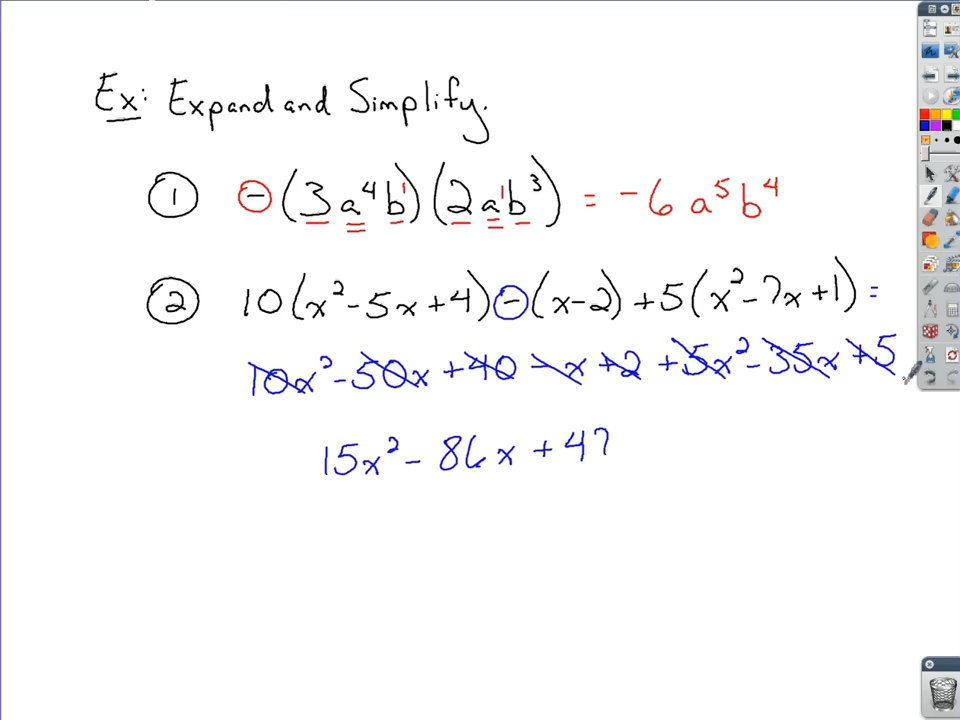 Ex: Expand and Simplify.
① -(3a⁴b¹)(2a¹b³) = -6a⁵b⁴
② 10(x²-5x+4)-(x-2)+5(x²-7x+1) =
10x²-50x+40-x+2+5x²-35x+5
15x²-86x+47